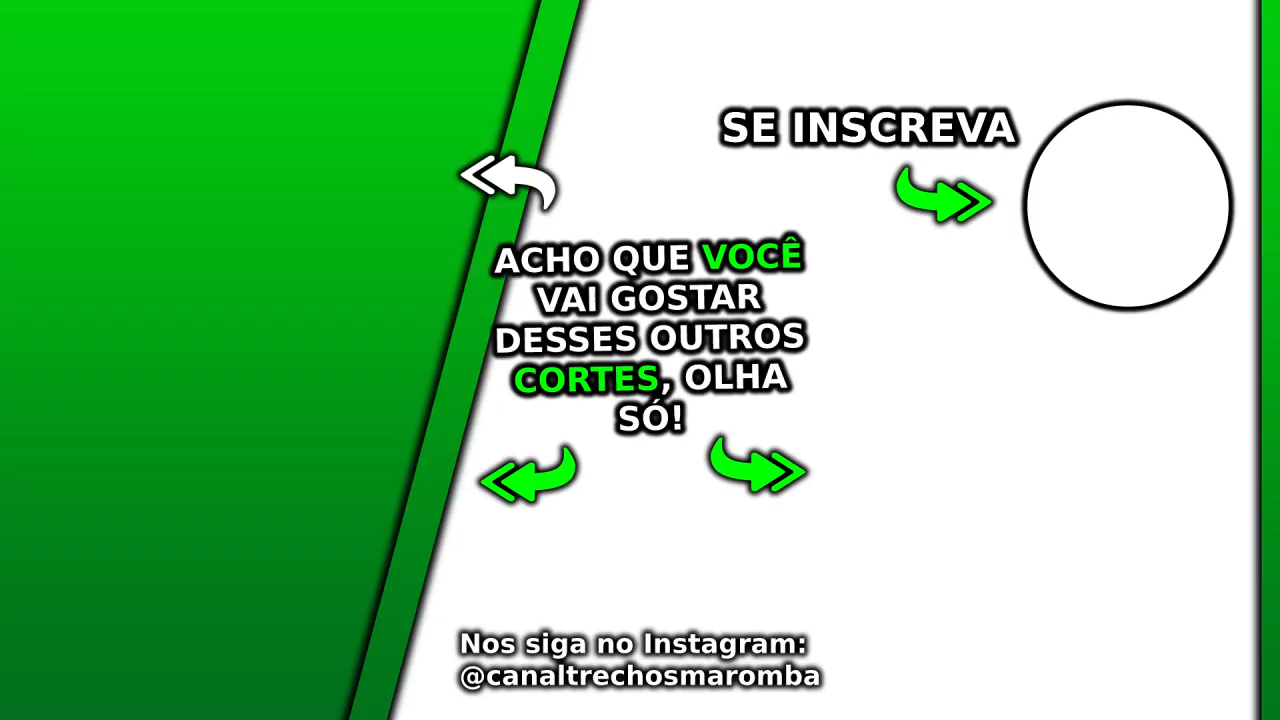 SE INSCREVA
ACHO QUE VOCÊ
VAI GOSTAR
DESSES OUTROS
CORTES, OLHA
SÓ!
Nos siga no Instagram:
@canaltrechosmaromba